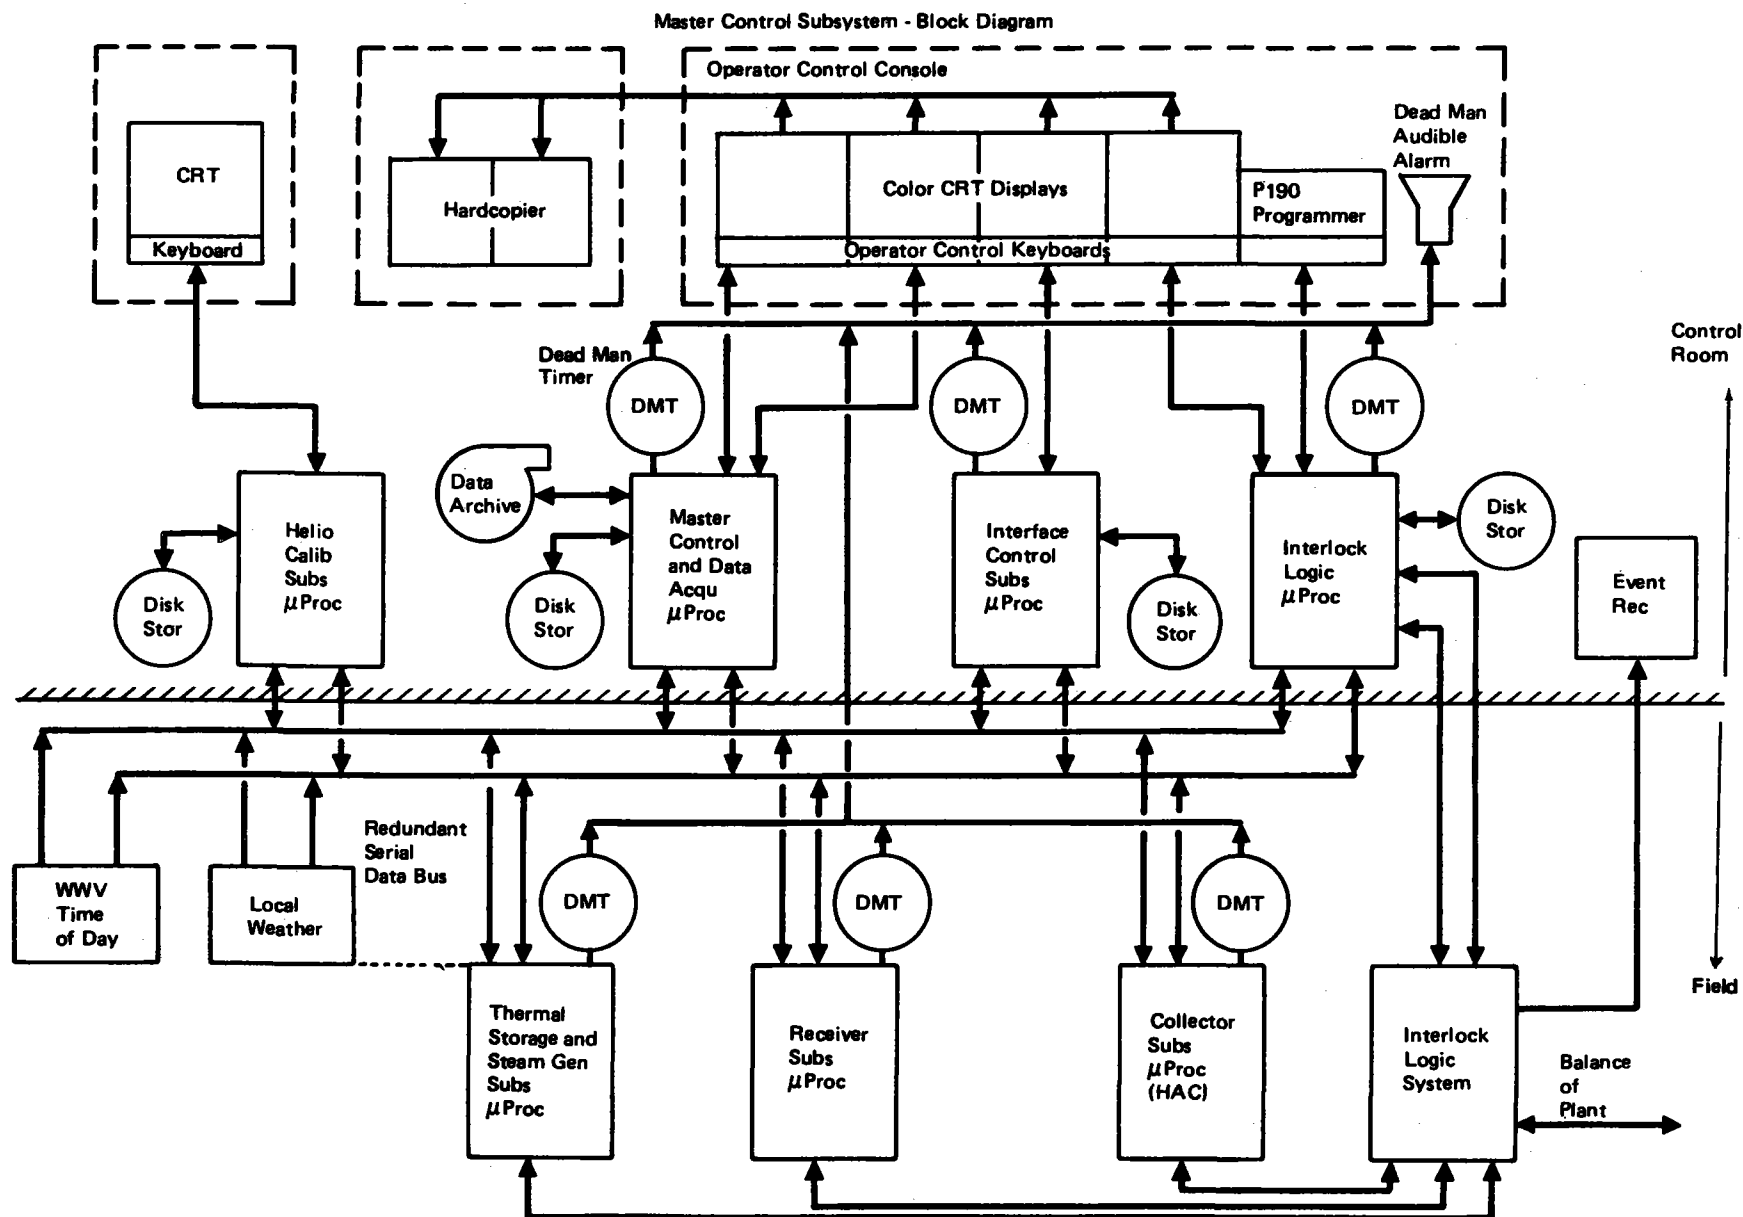 Master Control Subsystem - Block Diagram
Operator Control Console
Dead Man
Audible
Alarm
CRT
Keyboard
Hardcopier
Color CRT Displays
P190
Programmer
Operator Control Keyboards
Control
Room
Dead Man
Timer
DMT
DMT
DMT
Data
Archive
Helio
Calib
Subs
μProc
Disk
Stor
Master
Control
and Data
Acqu
μProc
Disk
Stor
Interface
Control
Subs
μProc
Disk
Stor
Interlock
Logic
μProc
Disk
Stor
Event
Rec
Redundant
Serial
Data Bus
WWV
Time
of Day
Local
Weather
DMT
DMT
DMT
Field
Thermal
Storage and
Steam Gen
Subs
μProc
Receiver
Subs
μProc
Collector
Subs
μProc
(HAC)
Interlock
Logic
System
Balance
of
Plant